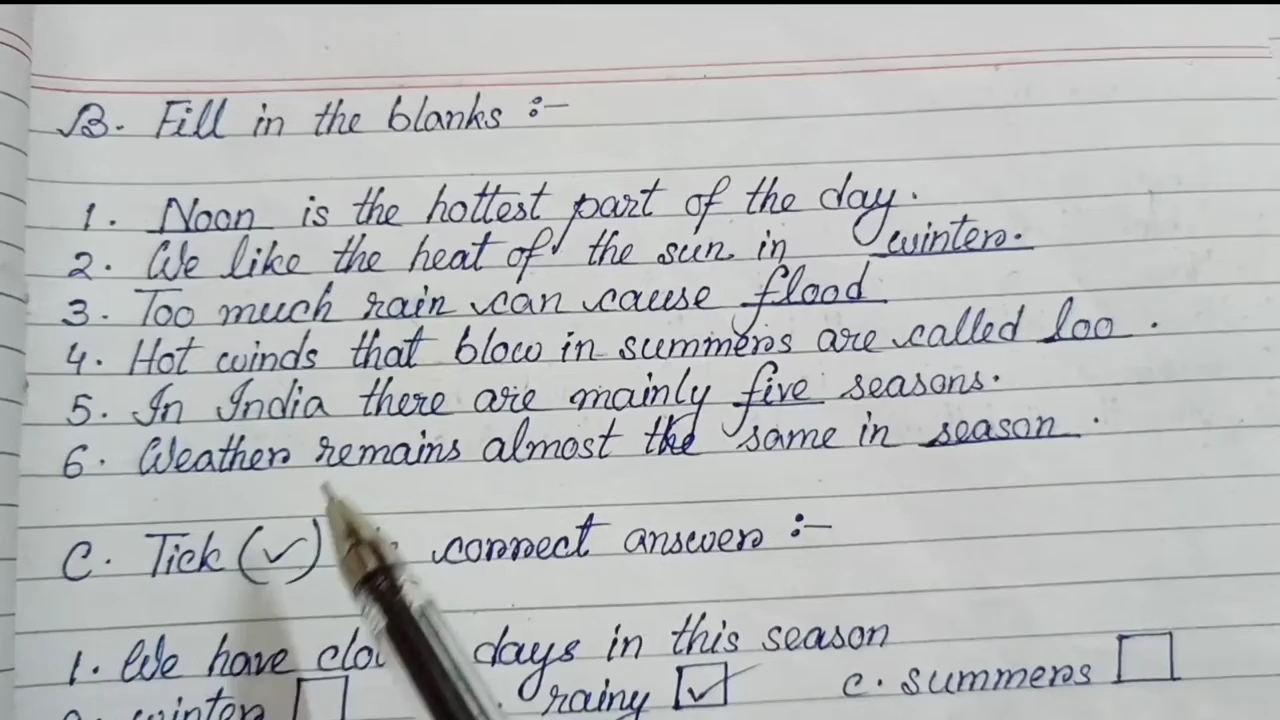 B. Fill in the blanks :-
1. Noon is the hottest part of the day.
2. We like the heat of the sun in winter.
3. Too much rain can cause flood
4. Hot winds that blow in summers are called loo.
5. In India there are mainly five seasons.
6. Weather remains almost the same in season.
C. Tick (✓) correct answer :-
1. We have days in this season
a. winter rainy ✓ c. summers